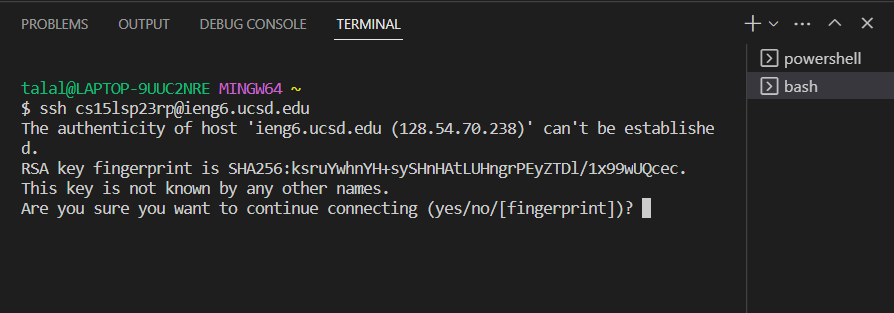 PROBLEMS OUTPUT DEBUG CONSOLE TERMINAL
powershell
bash
talal@LAPTOP-9UUC2NRE MINGW64 ~
$ ssh cs15lsp23rp@ieng6.ucsd.edu
The authenticity of host 'ieng6.ucsd.edu (128.54.70.238)' can't be establishe
d.
RSA key fingerprint is SHA256:ksruYwhnYH+sySHnHAtLUHngrPEyZTDl/1x99wUQcec.
This key is not known by any other names.
Are you sure you want to continue connecting (yes/no/[fingerprint])?